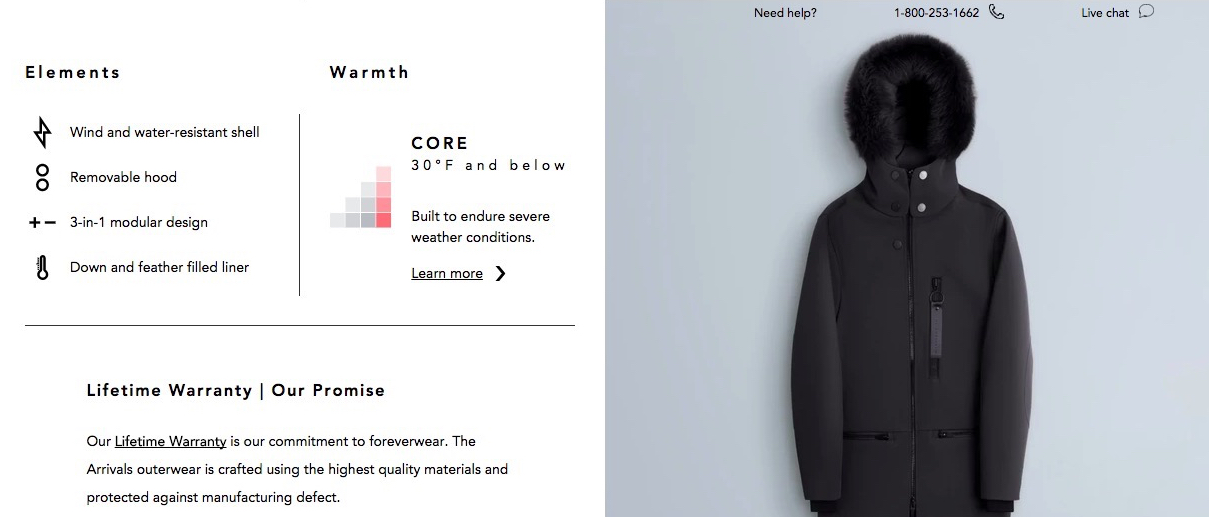 Need help?
1-800-253-1662
Live chat
Elements
Wind and water-resistant shell
Removable hood
3-in-1 modular design
Down and feather filled liner
Warmth
CORE
30°F and below
Built to endure severe
weather conditions.
Learn more
Lifetime Warranty | Our Promise
Our Lifetime Warranty is our commitment to foreverwear. The
Arrivals outerwear is crafted using the highest quality materials and
protected against manufacturing defect.